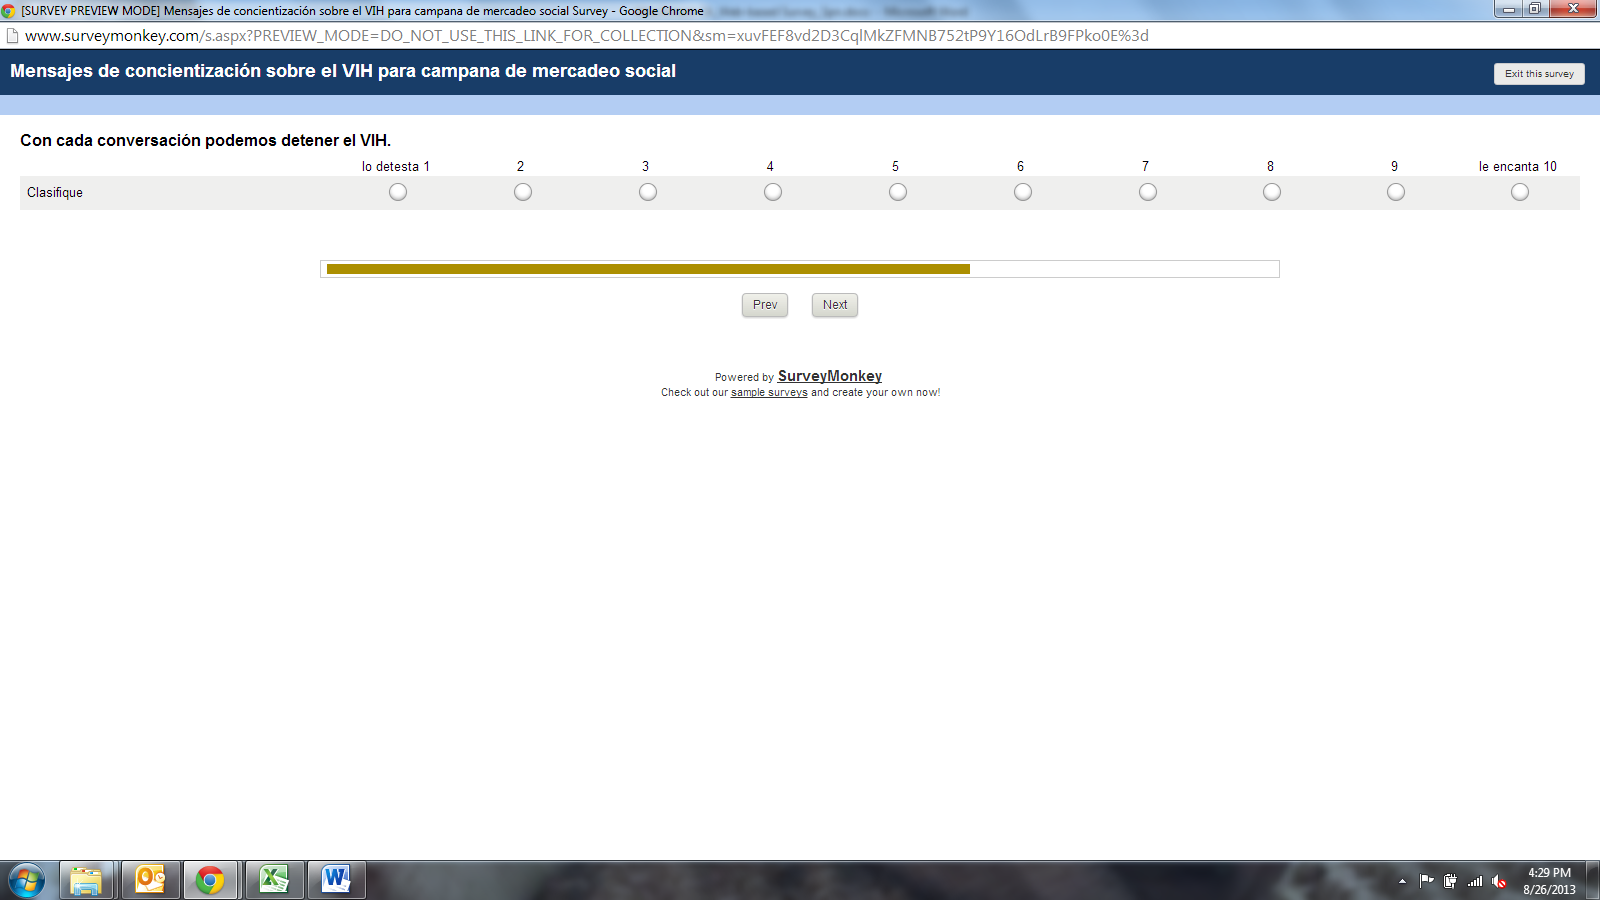 [SURVEY PREVIEW MODE] Mensajes de concientización sobre el VIH para campana de mercadeo social Survey - Google Chrome
www.surveymonkey.com/s.aspx?PREVIEW_MODE=DO_NOT_USE_THIS_LINK_FOR_COLLECTION&sm=xuvFEF8vd2D3CqlMkZFMNB752tP9Y16OdLrB9FPko0E%3d
Mensajes de concientización sobre el VIH para campana de mercadeo social
Exit this survey
Con cada conversación podemos detener el VIH.
lo detesta 1 2 3 4 5 6 7 8 9 le encanta 10
Clasifique
Prev Next
Powered by SurveyMonkey
Check out our sample surveys and create your own now!
4:29 PM
8/26/2013